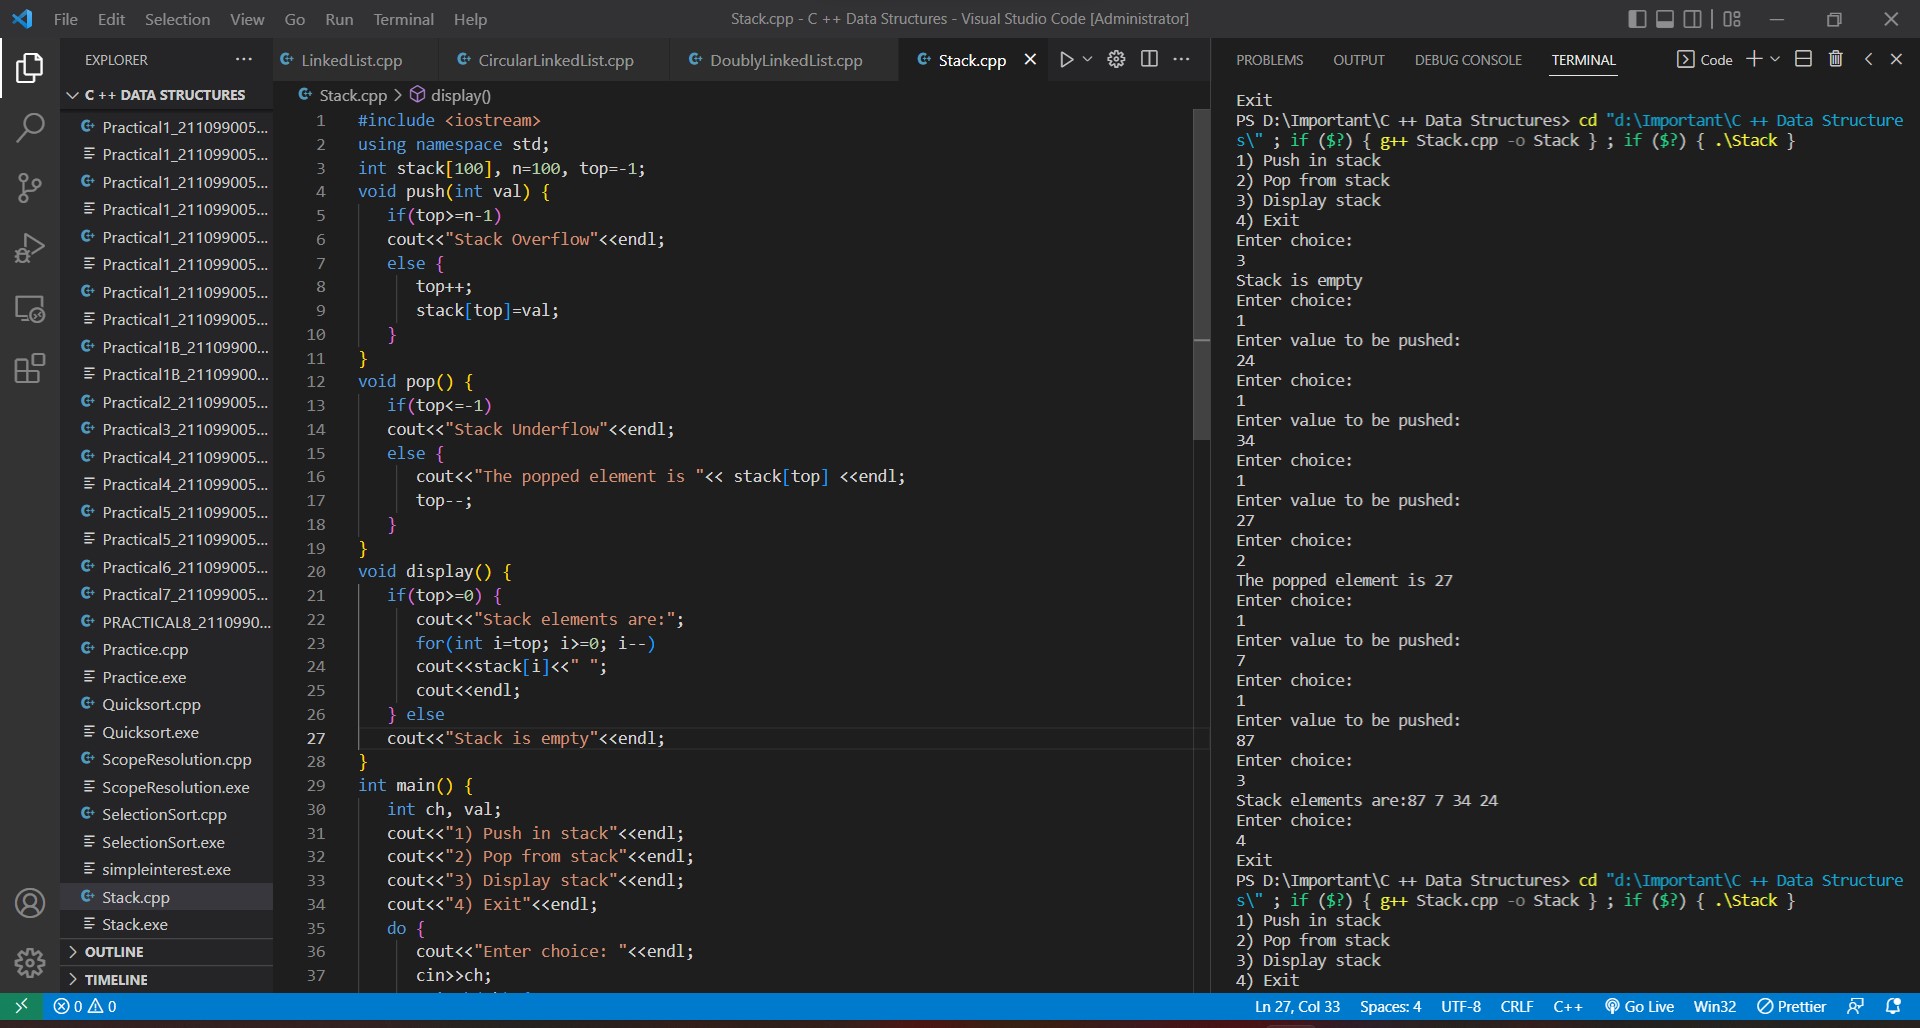 File Edit Selection View Go Run Terminal Help
Stack.cpp - C ++ Data Structures - Visual Studio Code [Administrator]
EXPLORER
C ++ DATA STRUCTURES
Practical1_211099005...
Practical1_211099005...
Practical1_211099005...
Practical1_211099005...
Practical1_211099005...
Practical1_211099005...
Practical1_211099005...
Practical1_211099005...
Practical1B_21109900...
Practical1B_21109900...
Practical2_211099005...
Practical3_211099005...
Practical4_211099005...
Practical4_211099005...
Practical5_211099005...
Practical5_211099005...
Practical6_211099005...
Practical7_211099005...
PRACTICAL8_2110990...
Practice.cpp
Practice.exe
Quicksort.cpp
Quicksort.exe
ScopeResolution.cpp
ScopeResolution.exe
SelectionSort.cpp
SelectionSort.exe
simpleinterest.exe
Stack.cpp
Stack.exe
OUTLINE
TIMELINE
LinkedList.cpp CircularLinkedList.cpp DoublyLinkedList.cpp Stack.cpp
Stack.cpp > display()
1 #include <iostream>
2 using namespace std;
3 int stack[100], n=100, top=-1;
4 void push(int val) {
5 if(top>=n-1)
6 cout<<"Stack Overflow"<<endl;
7 else {
8 top++;
9 stack[top]=val;
10 }
11 }
12 void pop() {
13 if(top<=-1)
14 cout<<"Stack Underflow"<<endl;
15 else {
16 cout<<"The popped element is "<< stack[top] <<endl;
17 top--;
18 }
19 }
20 void display() {
21 if(top>=0) {
22 cout<<"Stack elements are:";
23 for(int i=top; i>=0; i--)
24 cout<<stack[i]<<" ";
25 cout<<endl;
26 } else
27 cout<<"Stack is empty"<<endl;
28 }
29 int main() {
30 int ch, val;
31 cout<<"1) Push in stack"<<endl;
32 cout<<"2) Pop from stack"<<endl;
33 cout<<"3) Display stack"<<endl;
34 cout<<"4) Exit"<<endl;
35 do {
36 cout<<"Enter choice: "<<endl;
37 cin>>ch;
PROBLEMS OUTPUT DEBUG CONSOLE TERMINAL Code
Exit
PS D:\Important\C ++ Data Structures> cd "d:\Important\C ++ Data Structure
s\" ; if ($?) { g++ Stack.cpp -o Stack } ; if ($?) { .\Stack }
1) Push in stack
2) Pop from stack
3) Display stack
4) Exit
Enter choice:
3
Stack is empty
Enter choice:
1
Enter value to be pushed:
24
Enter choice:
1
Enter value to be pushed:
34
Enter choice:
1
Enter value to be pushed:
27
Enter choice:
2
The popped element is 27
Enter choice:
1
Enter value to be pushed:
7
Enter choice:
1
Enter value to be pushed:
87
Enter choice:
3
Stack elements are:87 7 34 24
Enter choice:
4
Exit
PS D:\Important\C ++ Data Structures> cd "d:\Important\C ++ Data Structure
s\" ; if ($?) { g++ Stack.cpp -o Stack } ; if ($?) { .\Stack }
1) Push in stack
2) Pop from stack
3) Display stack
4) Exit
0 0
Ln 27, Col 33 Spaces: 4 UTF-8 CRLF C++ Go Live Win32 Prettier